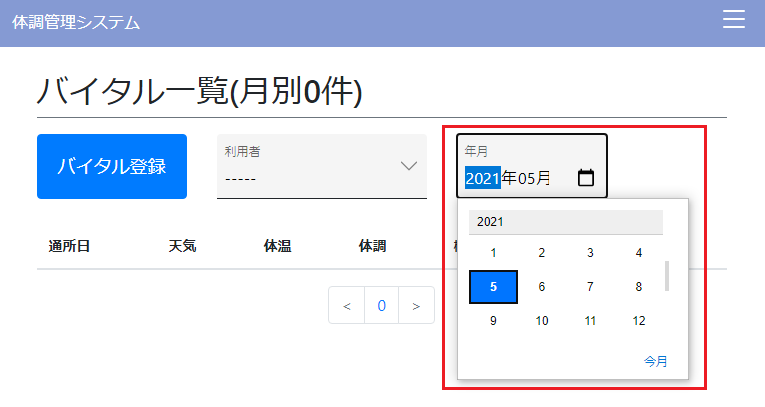 体調管理システム
バイタル一覧(月別0件)
バイタル登録
利用者
-----
年月
2021年05月
2021
1 2 3 4
5 6 7 8
9 10 11 12
今月
通所日 天気 体温 体調
< 0 >